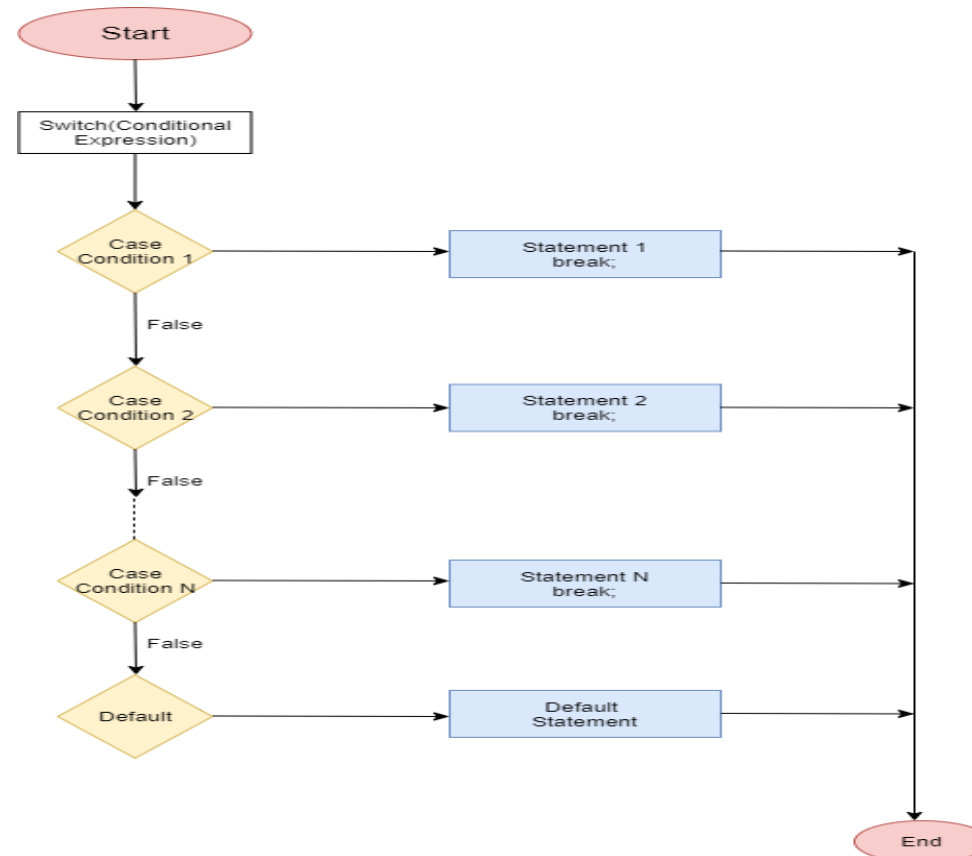 Start
Switch(Conditional
Expression)
Case
Condition 1
Statement 1
break;
False
Case
Condition 2
Statement 2
break;
False
Case
Condition N
Statement N
break;
False
Default
Default
Statement
End